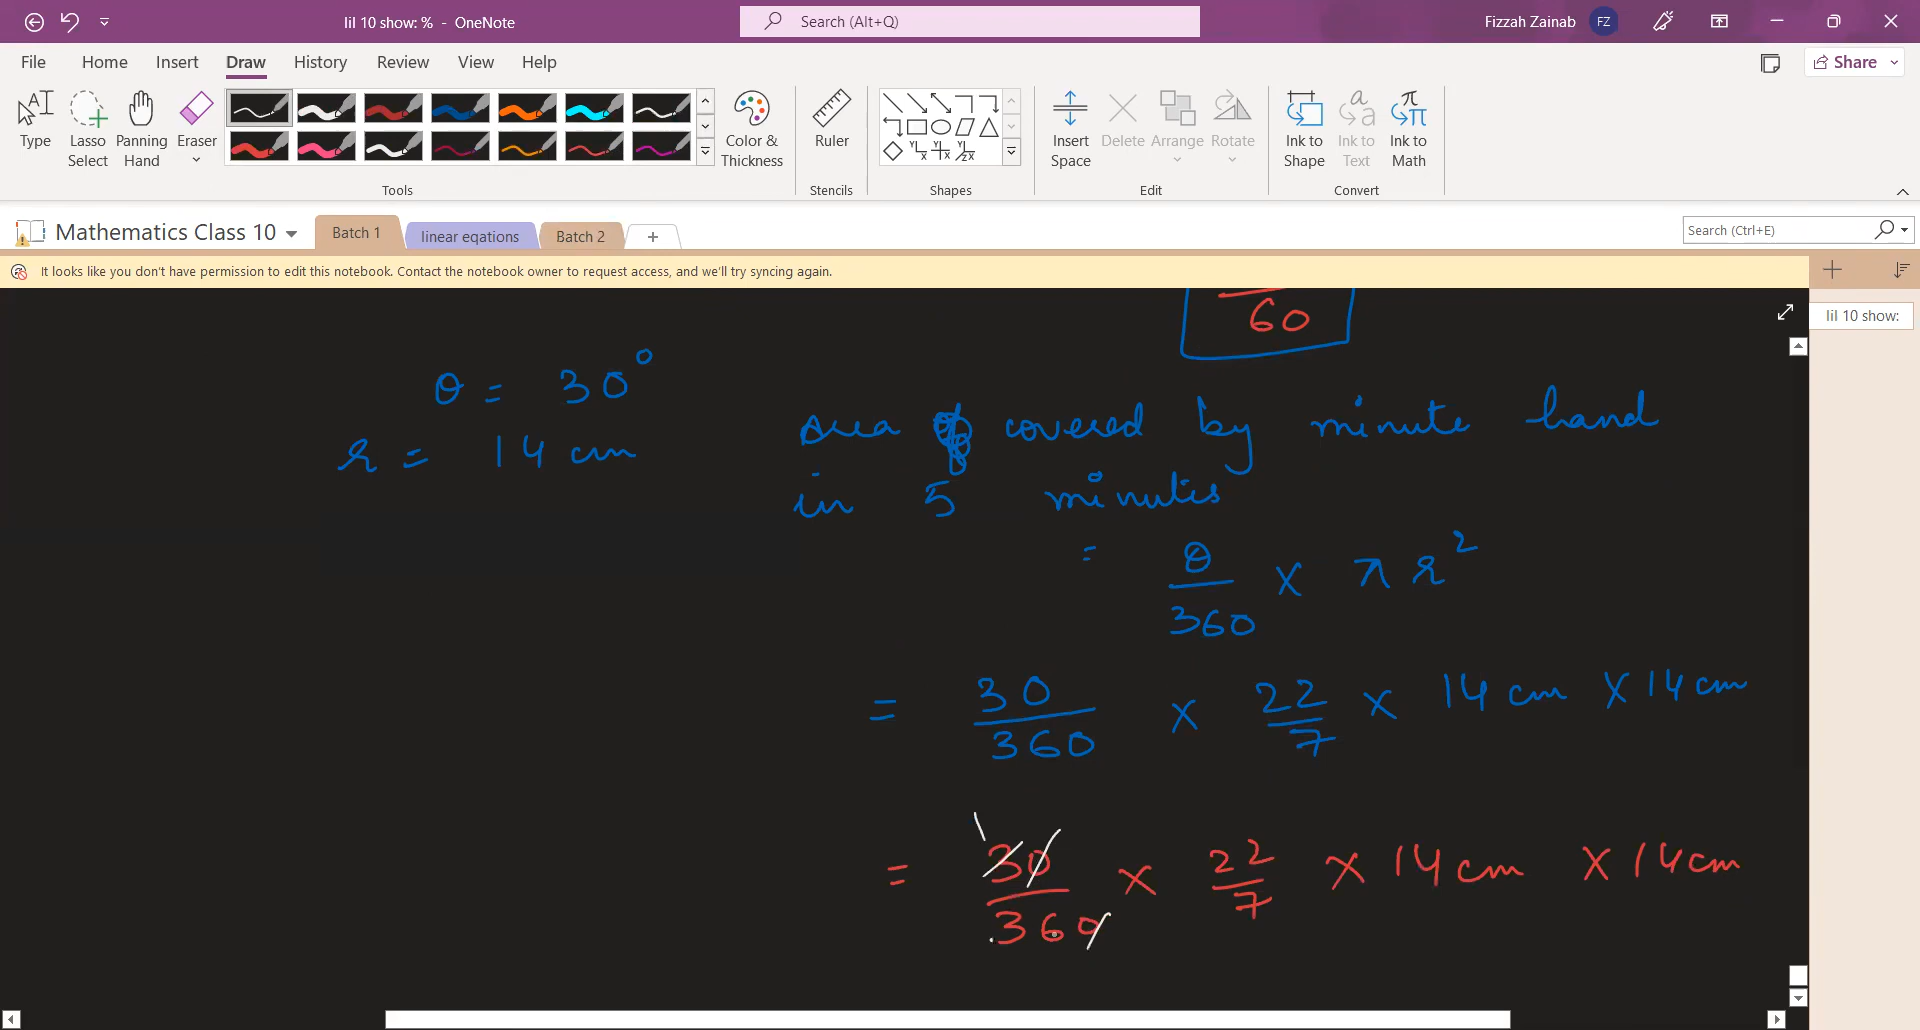 lil 10 show: % - OneNote
Search (Alt+Q)
Fizzah Zainab FZ
File Home Insert Draw History Review View Help
Share
Type
Lasso Select
Panning Hand
Eraser
Color & Thickness
Ruler
Insert Space
Delete
Arrange
Rotate
Ink to Shape
Ink to Text
Ink to Math
Tools Stencils Shapes Edit Convert
Mathematics Class 10 Batch 1 linear eqations Batch 2 +
Search (Ctrl+E)
It looks like you don't have permission to edit this notebook. Contact the notebook owner to request access, and we'll try syncing again.
lil 10 show:
60
θ = 30°
r = 14 cm
Area covered by minute hand
in 5 minutes
= θ/360 × πr²
= 30/360 × 22/7 × 14 cm × 14 cm
= 30/360 × 22/7 × 14 cm × 14 cm